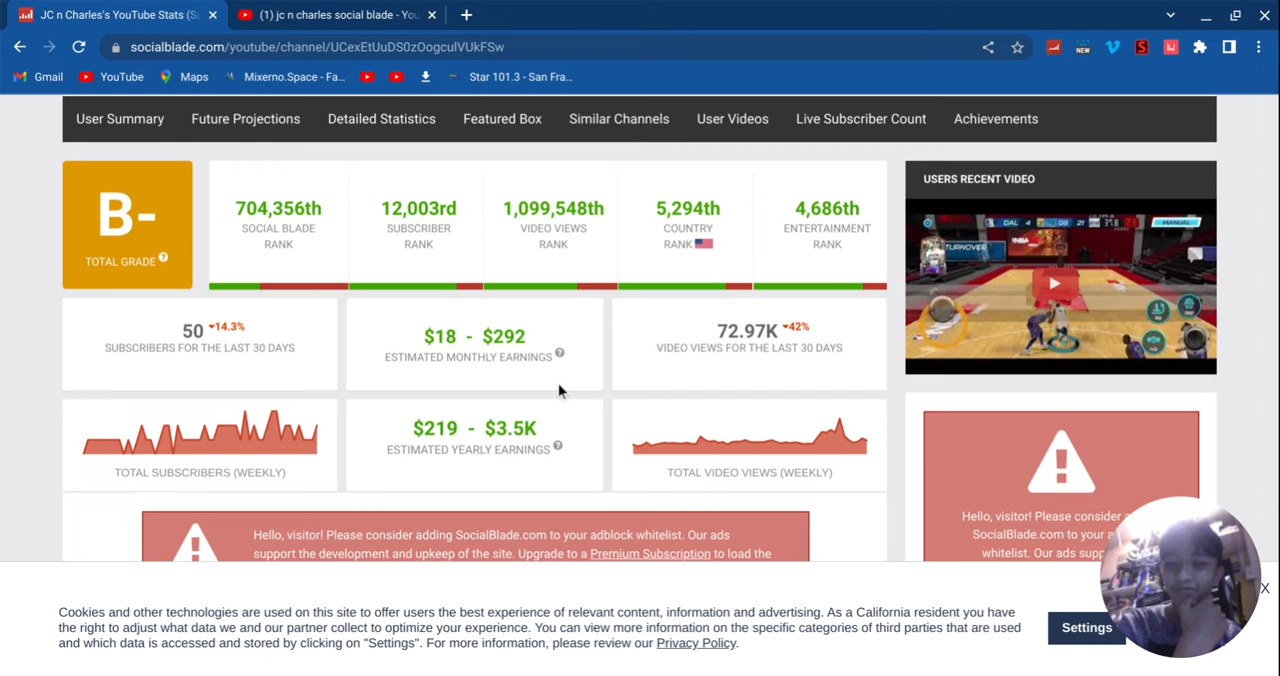 JC n Charles's YouTube Stats (Su
(1) jc n charles social blade - You
socialblade.com/youtube/channel/UCexEtUuDS0zOogculVUkFSw
NEW
Gmail
YouTube
Maps
Mixerno.Space - Fa...
Star 101.3 - San Fra...
User Summary
Future Projections
Detailed Statistics
Featured Box
Similar Channels
User Videos
Live Subscriber Count
Achievements
B-
TOTAL GRADE
704,356th
SOCIAL BLADE
RANK
12,003rd
SUBSCRIBER
RANK
1,099,548th
VIDEO VIEWS
RANK
5,294th
COUNTRY
RANK
4,686th
ENTERTAINMENT
RANK
USERS RECENT VIDEO
MANUAL
TURNOVER
50 14.3%
SUBSCRIBERS FOR THE LAST 30 DAYS
$18 - $292
ESTIMATED MONTHLY EARNINGS
72.97K 42%
VIDEO VIEWS FOR THE LAST 30 DAYS
TOTAL SUBSCRIBERS (WEEKLY)
$219 - $3.5K
ESTIMATED YEARLY EARNINGS
TOTAL VIDEO VIEWS (WEEKLY)
Hello, visitor! Please consider adding SocialBlade.com to your adblock whitelist. Our ads
support the development and upkeep of the site. Upgrade to a Premium Subscription to load the
Hello, visitor! Please consider
SocialBlade.com to your a
whitelist. Our ads
Cookies and other technologies are used on this site to offer users the best experience of relevant content, information and advertising. As a California resident you have
the right to adjust what data we and our partner collect to optimize your experience. You can view more information on the specific categories of third parties that are used
and which data is accessed and stored by clicking on "Settings". For more information, please review our Privacy Policy.
Settings
X